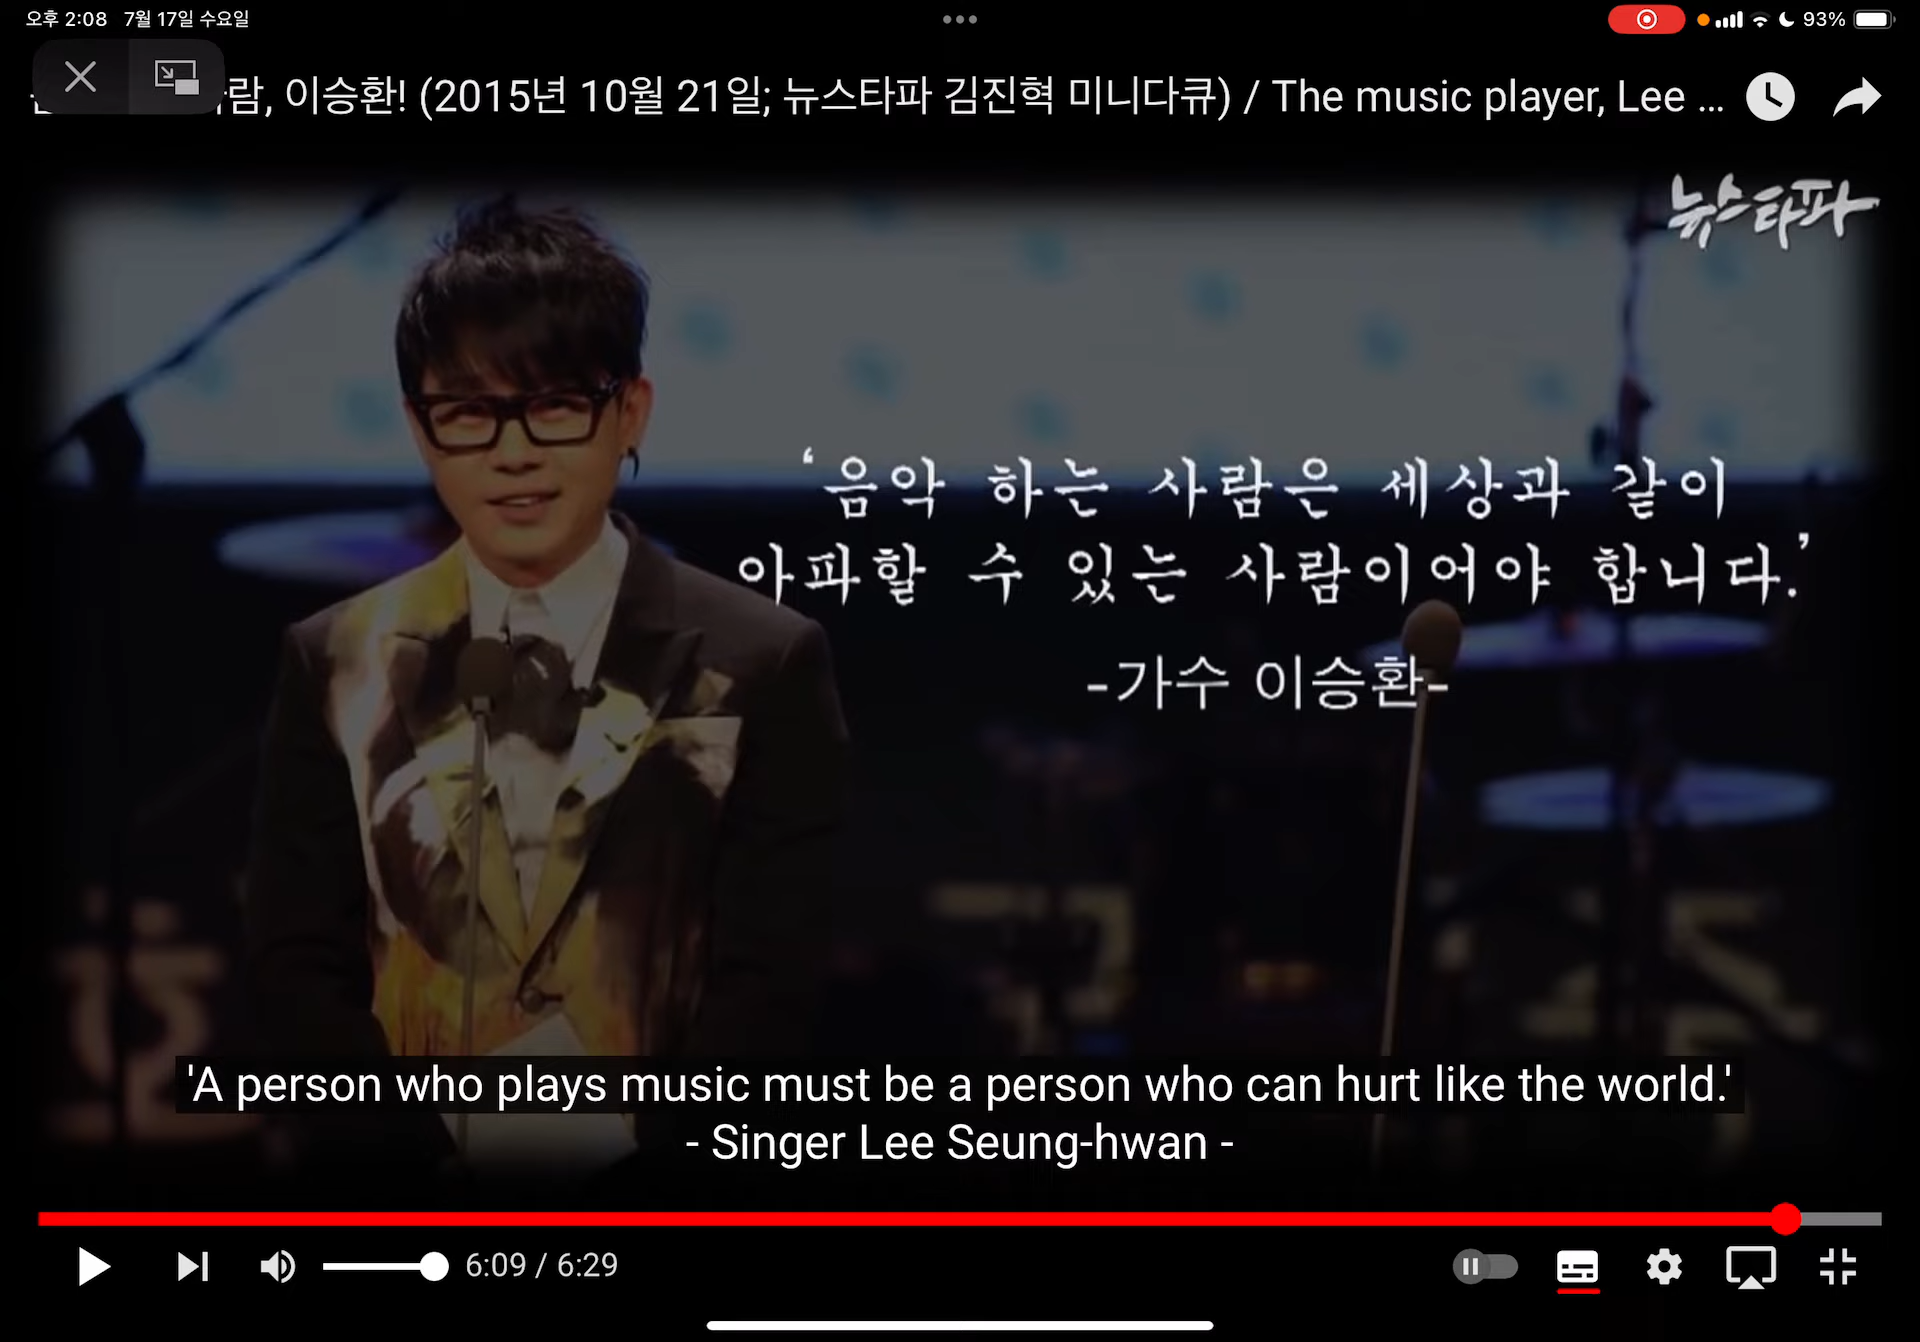 오후 2:08 7월 17일 수요일
93%
람, 이승환! (2015년 10월 21일; 뉴스타파 김진혁 미니다큐) / The music player, Lee ...
뉴스타파
‘음악 하는 사람은 세상과 같이
아파할 수 있는 사람이어야 합니다.’
-가수 이승환-
'A person who plays music must be a person who can hurt like the world.'
- Singer Lee Seung-hwan -
6:09 / 6:29